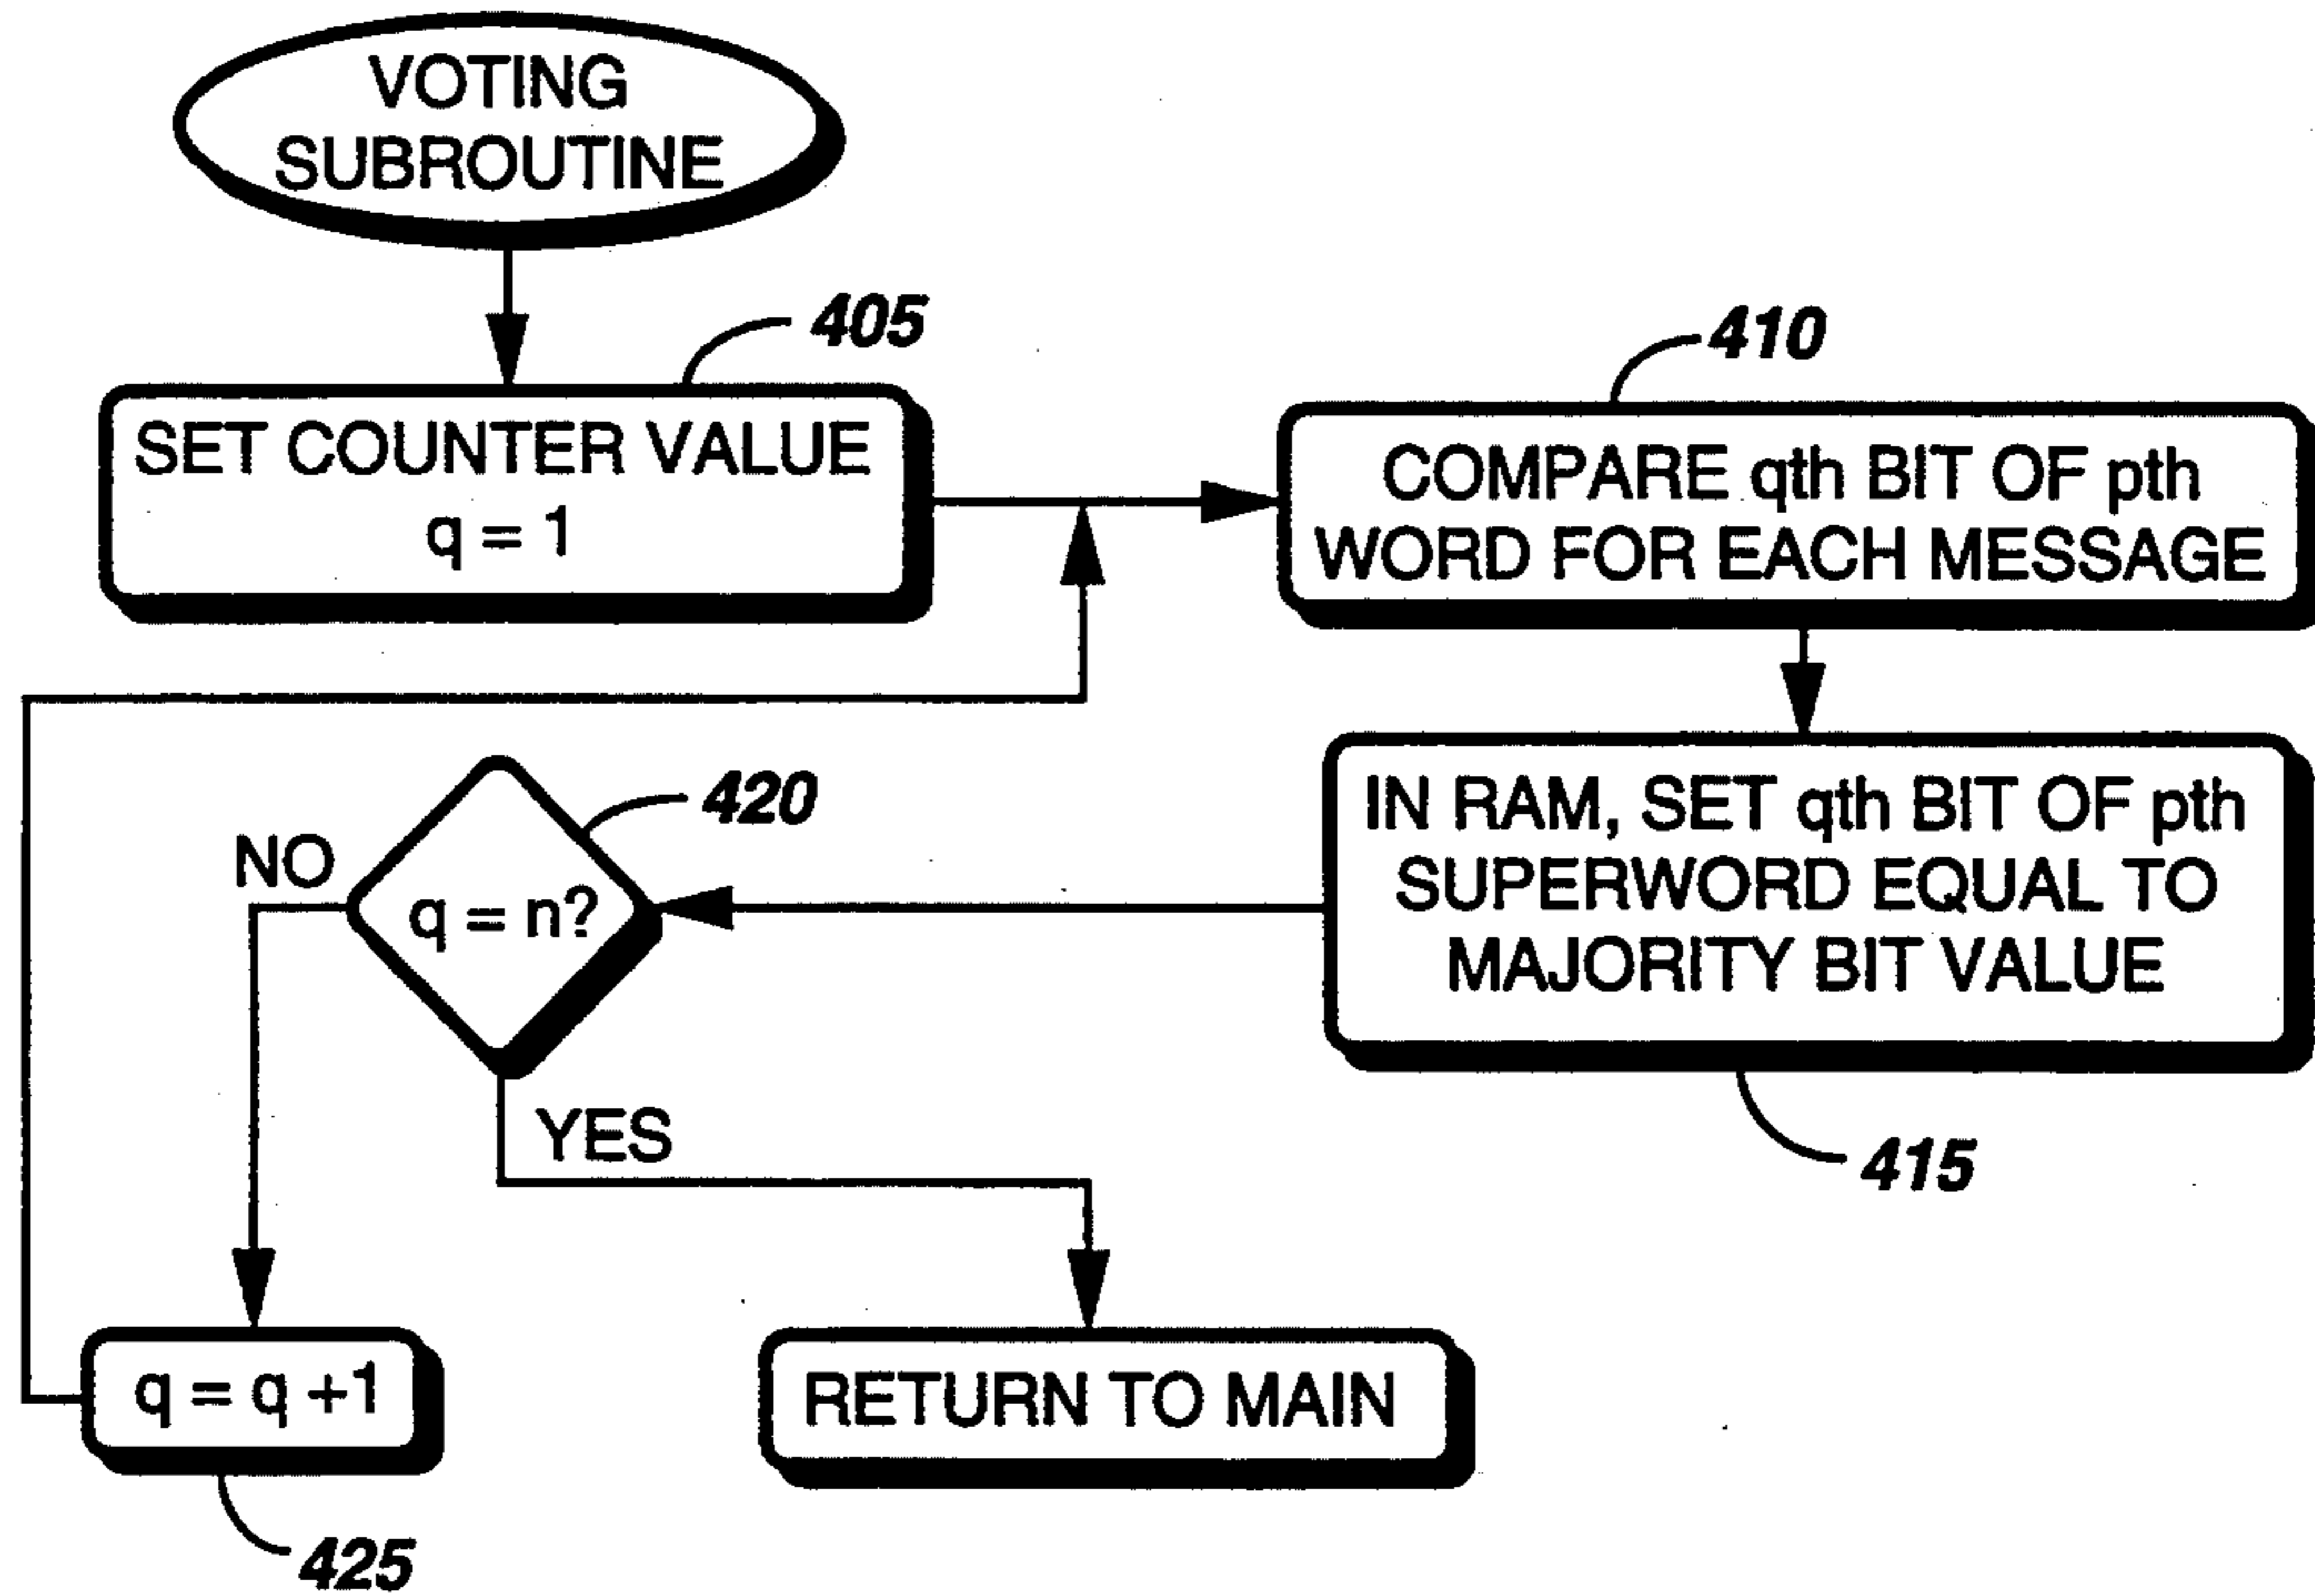 VOTING
SUBROUTINE
405
SET COUNTER VALUE
q = 1
410
COMPARE qth BIT OF pth
WORD FOR EACH MESSAGE
IN RAM, SET qth BIT OF pth
SUPERWORD EQUAL TO
MAJORITY BIT VALUE
415
420
q = n?
NO
YES
q = q +1
425
RETURN TO MAIN